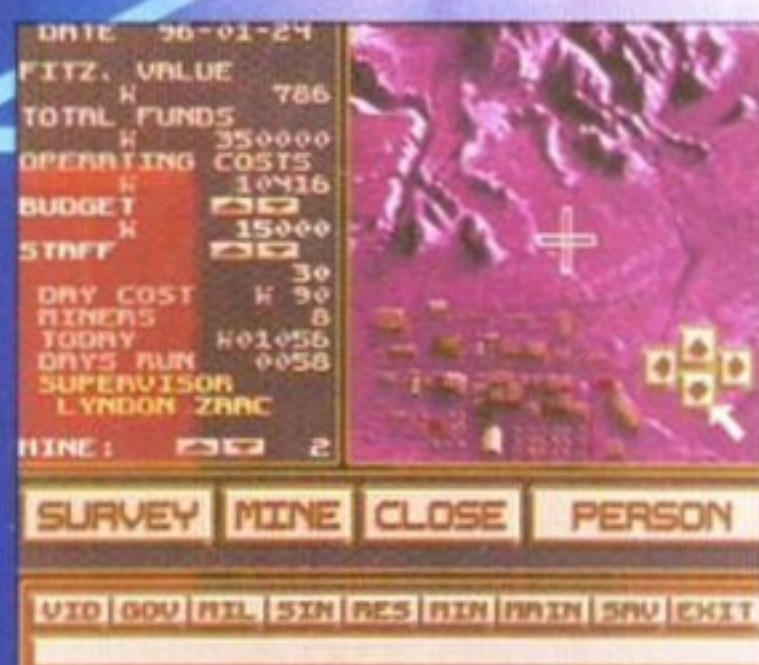 DATE 96-01-24
FITZ. VALUE
₩ 786
TOTAL FUNDS
₩ 350000
OPERATING COSTS
₩ 10416
BUDGET
₩ 15000
STAFF
30
DAY COST ₩ 90
MINERS 8
TODAY ₩01056
DAYS RUN 0058
SUPERVISOR
LYNDON ZAAC
MINE: 2
SURVEY MINE CLOSE PERSON
VID GOV MIL SIN RES MIN MAIN SAV EXIT